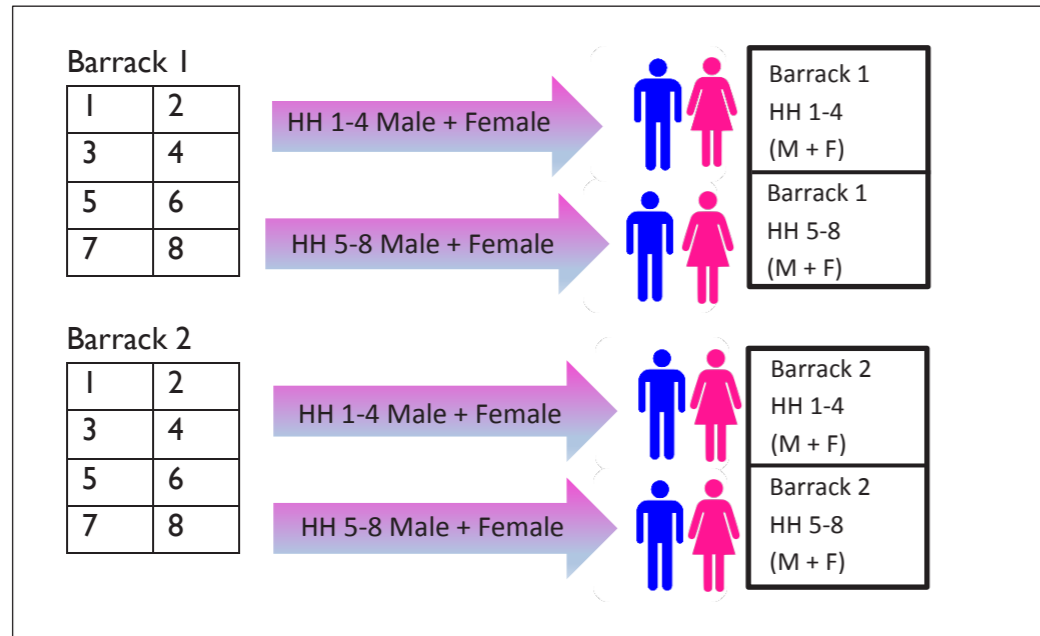 Barrack 1
1 2
3 4
5 6
7 8
HH 1-4 Male + Female
HH 5-8 Male + Female
Barrack 1
HH 1-4
(M + F)
Barrack 1
HH 5-8
(M + F)
Barrack 2
1 2
3 4
5 6
7 8
HH 1-4 Male + Female
HH 5-8 Male + Female
Barrack 2
HH 1-4
(M + F)
Barrack 2
HH 5-8
(M + F)